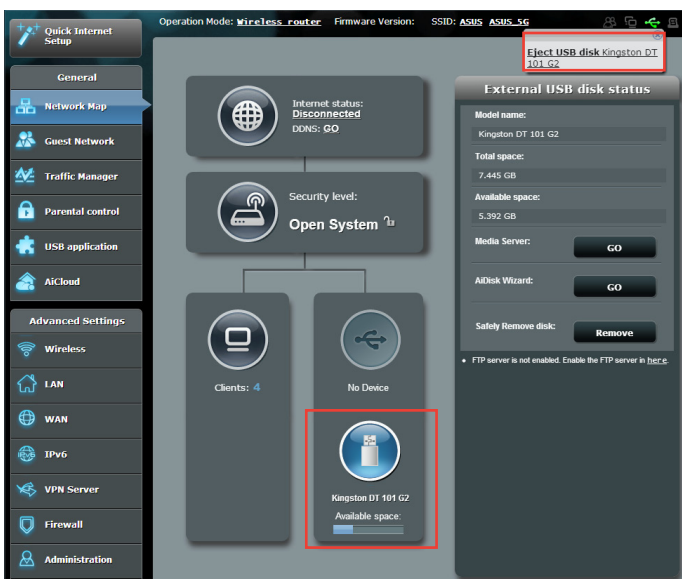 Quick Internet
Setup
Operation Mode: Wireless router Firmware Version: SSID: ASUS ASUS_5G
Eject USB disk Kingston DT
101 G2
General
Network Map
Guest Network
Traffic Manager
Parental control
USB application
AiCloud
Advanced Settings
Wireless
LAN
WAN
IPv6
VPN Server
Firewall
Administration
Internet status:
Disconnected
DDNS: GO
Security level:
Open System
Clients: 4
No Device
Kingston DT 101 G2
Available space:
External USB disk status
Model name:
Kingston DT 101 G2
Total space:
7.445 GB
Available space:
5.392 GB
Media Server: GO
AiDisk Wizard: GO
Safely Remove disk: Remove
FTP server is not enabled. Enable the FTP server in here.